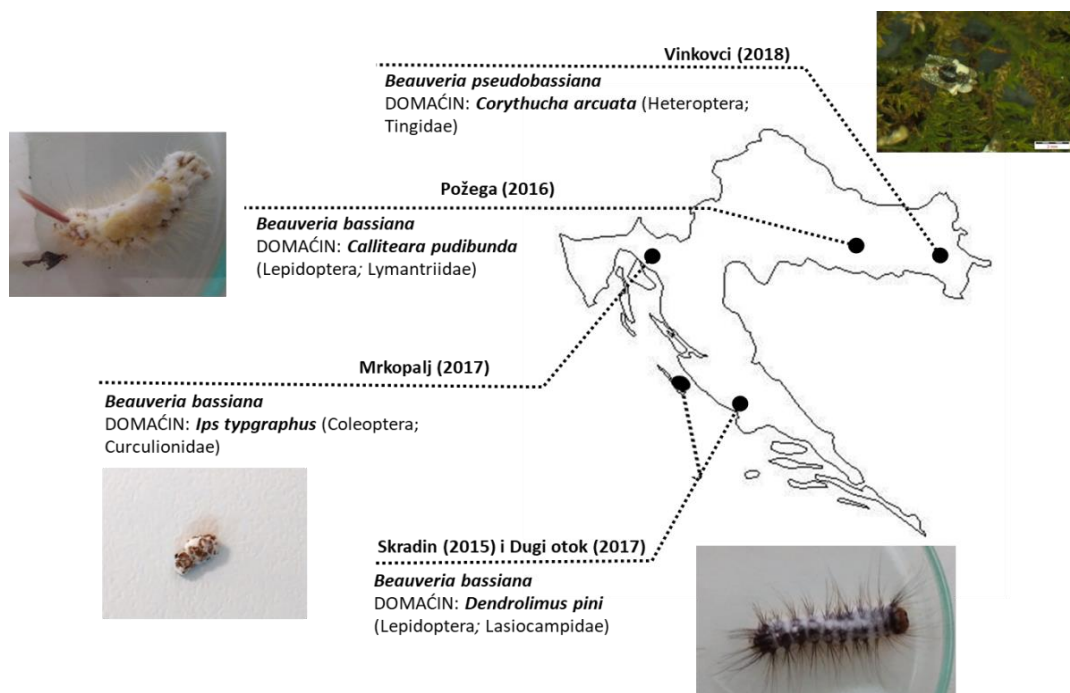 Vinkovci (2018)
Beauveria pseudobassiana
DOMAĆIN: Corythucha arcuata (Heteroptera;
Tingidae)
Požega (2016)
Beauveria bassiana
DOMAĆIN: Calliteara pudibunda
(Lepidoptera; Lymantriidae)
Mrkopalj (2017)
Beauveria bassiana
DOMAĆIN: Ips typgraphus (Coleoptera;
Curculionidae)
Skradin (2015) i Dugi otok (2017)
Beauveria bassiana
DOMAĆIN: Dendrolimus pini
(Lepidoptera; Lasiocampidae)